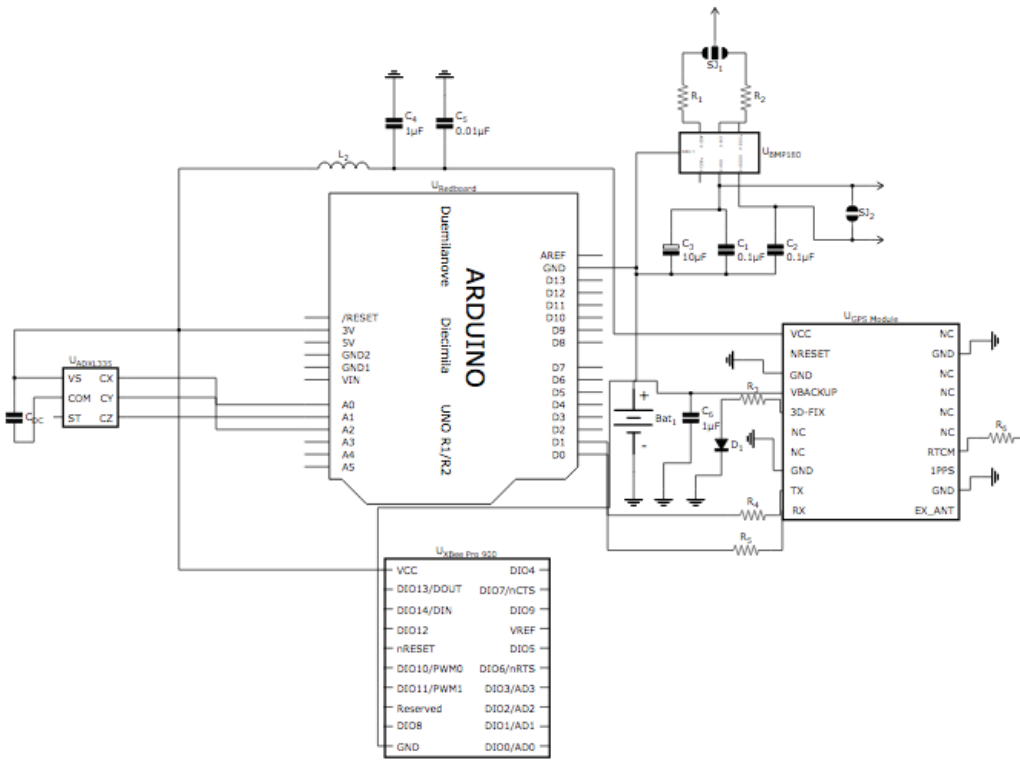 SJ1
R1
R2
C4
1µF
C5
0.01µF
UBMP180
L2
URedboard
SJ2
C3
10µF
C1
0.1µF
C2
0.1µF
Duemilanove Diecimila UNO R1/R2
ARDUINO
/RESET
3V
5V
GND2
GND1
VIN
A0
A1
A2
A3
A4
A5
AREF
GND
D13
D12
D11
D10
D9
D8
D7
D6
D5
D4
D3
D2
D1
D0
UADXL335
VS
COM
ST
CX
CY
CZ
CDC
+
Bat1
-
C6
1µF
D1
R3
R4
R5
UGPS Module
VCC
NRESET
GND
VBACKUP
3D-FIX
NC
NC
GND
TX
RX
NC
GND
NC
NC
NC
NC
RTCM
1PPS
GND
EX_ANT
R6
UXBee Pro 900
VCC
DIO13/DOUT
DIO14/DIN
DIO12
nRESET
DIO10/PWM0
DIO11/PWM1
Reserved
DIO8
GND
DIO4
DIO7/nCTS
DIO9
VREF
DIO5
DIO6/nRTS
DIO3/AD3
DIO2/AD2
DIO1/AD1
DIO0/AD0